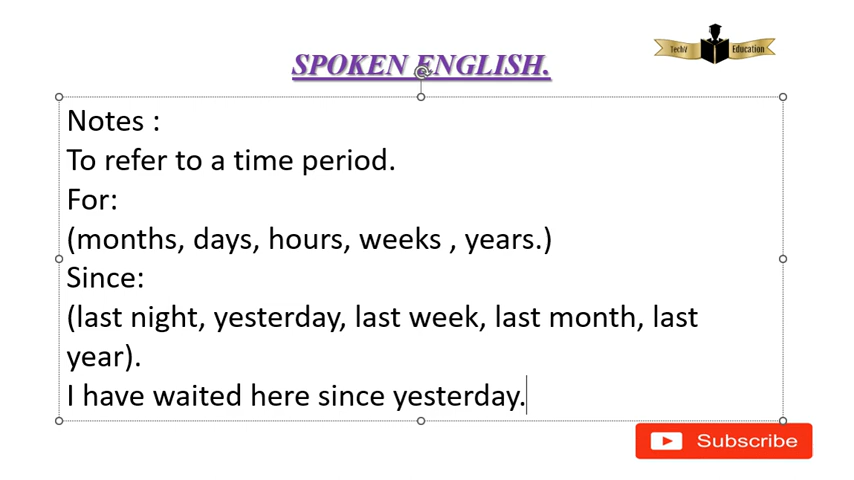 TechV Education
SPOKEN ENGLISH.
Notes :
To refer to a time period.
For:
(months, days, hours, weeks , years.)
Since:
(last night, yesterday, last week, last month, last
year).
I have waited here since yesterday.
Subscribe